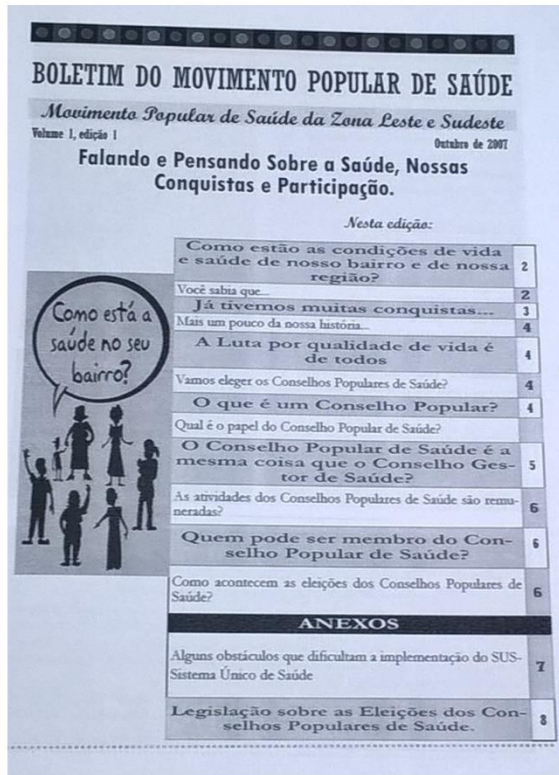 BOLETIM DO MOVIMENTO POPULAR DE SAÚDE
Movimento Popular de Saúde da Zona Leste e Sudeste
Volume 1, edição 1
Outubro de 2007
Falando e Pensando Sobre a Saúde, Nossas
Conquistas e Participação.
Nesta edição:
Como estão as condições de vida
e saúde de nosso bairro e de nossa
região?
2
Você sabia que...
2
Já tivemos muitas conquistas...
3
Mais um pouco da nossa história...
4
A Luta por qualidade de vida é
de todos
4
Vamos eleger os Conselhos Populares de Saúde?
4
O que é um Conselho Popular?
4
Qual é o papel do Conselho Popular de Saúde?
O Conselho Popular de Saúde é a
mesma coisa que o Conselho Ges-
tor de Saúde?
5
As atividades dos Conselhos Populares de Saúde são remu-
neradas?
6
Quem pode ser membro do Con-
selho Popular de Saúde?
6
Como acontecem as eleições dos Conselhos Populares de
Saúde?
6
ANEXOS
Alguns obstáculos que dificultam a implementação do SUS-
Sistema Único de Saúde
7
Legislação sobre as Eleições dos Con-
selhos Populares de Saúde.
8
Como está a
saúde no seu
bairro?